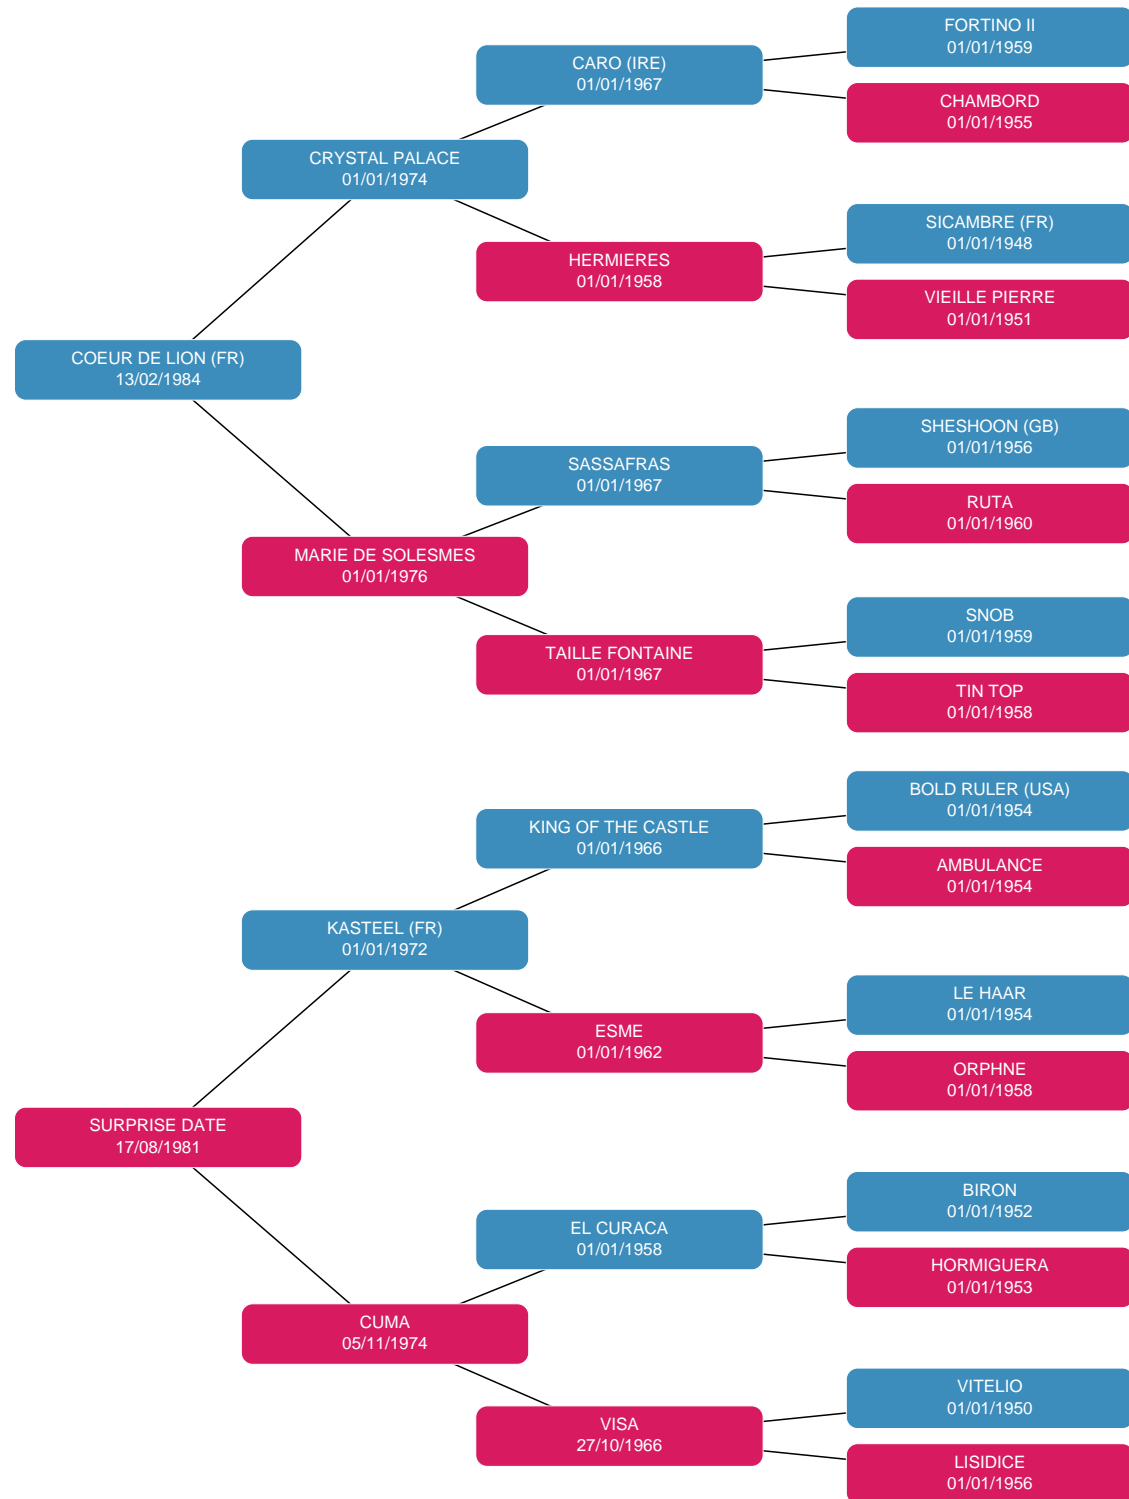 FORTINO II
01/01/1959
CARO (IRE)
01/01/1967
CHAMBORD
01/01/1955
CRYSTAL PALACE
01/01/1974
SICAMBRE (FR)
01/01/1948
HERMIERES
01/01/1958
VIEILLE PIERRE
01/01/1951
COEUR DE LION (FR)
13/02/1984
SHESHOON (GB)
01/01/1956
SASSAFRAS
01/01/1967
RUTA
01/01/1960
MARIE DE SOLESMES
01/01/1976
SNOB
01/01/1959
TAILLE FONTAINE
01/01/1967
TIN TOP
01/01/1958
BOLD RULER (USA)
01/01/1954
KING OF THE CASTLE
01/01/1966
AMBULANCE
01/01/1954
KASTEEL (FR)
01/01/1972
LE HAAR
01/01/1954
ESME
01/01/1962
ORPHNE
01/01/1958
SURPRISE DATE
17/08/1981
BIRON
01/01/1952
EL CURACA
01/01/1958
HORMIGUERA
01/01/1953
CUMA
05/11/1974
VITELIO
01/01/1950
VISA
27/10/1966
LISIDICE
01/01/1956